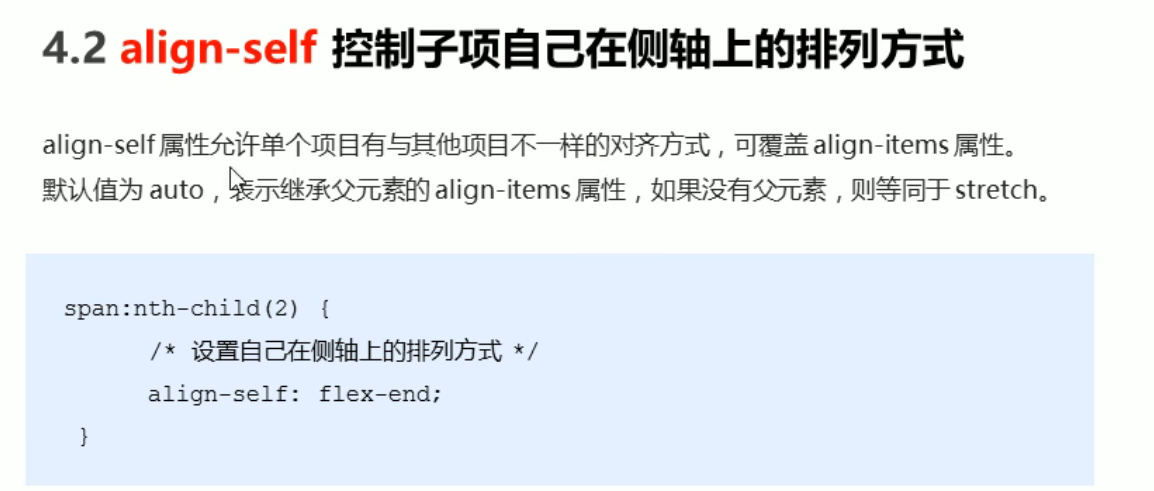 4.2 align-self 控制子项自己在侧轴上的排列方式
align-self 属性允许单个项目有与其他项目不一样的对齐方式，可覆盖 align-items 属性。
默认值为 auto，表示继承父元素的 align-items 属性，如果没有父元素，则等同于 stretch。
span:nth-child(2) {
/* 设置自己在侧轴上的排列方式 */
align-self: flex-end;
}